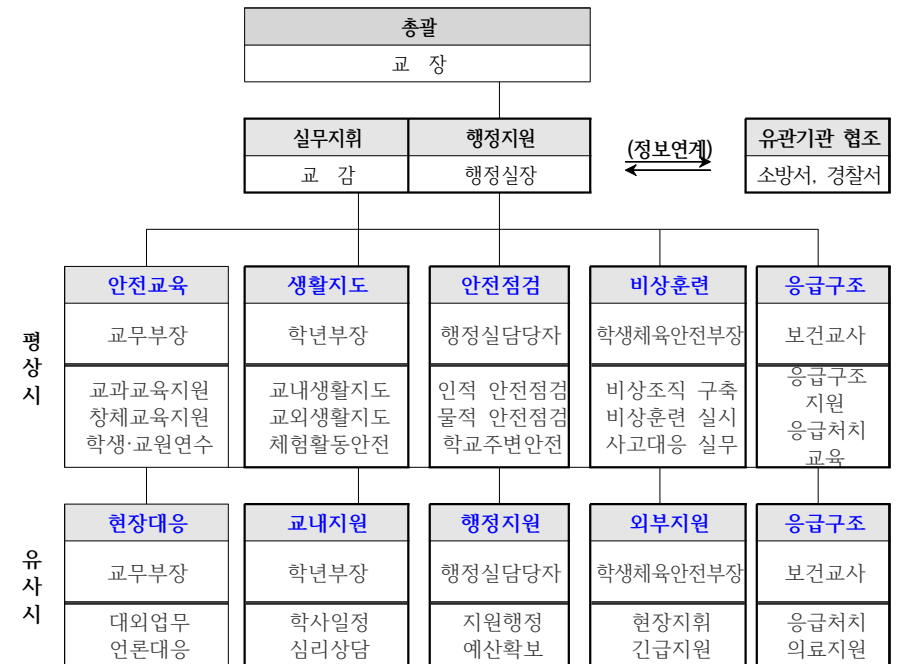 총괄
교 장
실무지휘 행정지원 (정보연계) 유관기관 협조
교 감 행정실장 소방서, 경찰서
평상시
안전교육 생활지도 안전점검 비상훈련 응급구조
교무부장 학년부장 행정실담당자 학생체육안전부장 보건교사
교과교육지원
창체교육지원
학생·교원연수
교내생활지도
교외생활지도
체험활동안전
인적 안전점검
물적 안전점검
학교주변안전
비상조직 구축
비상훈련 실시
사고대응 실무
응급구조
지원
응급처치
교육
유사시
현장대응 교내지원 행정지원 외부지원 응급구조
교무부장 학년부장 행정실담당자 학생체육안전부장 보건교사
대외업무
언론대응
학사일정
심리상담
지원행정
예산확보
현장지휘
긴급지원
응급처치
의료지원